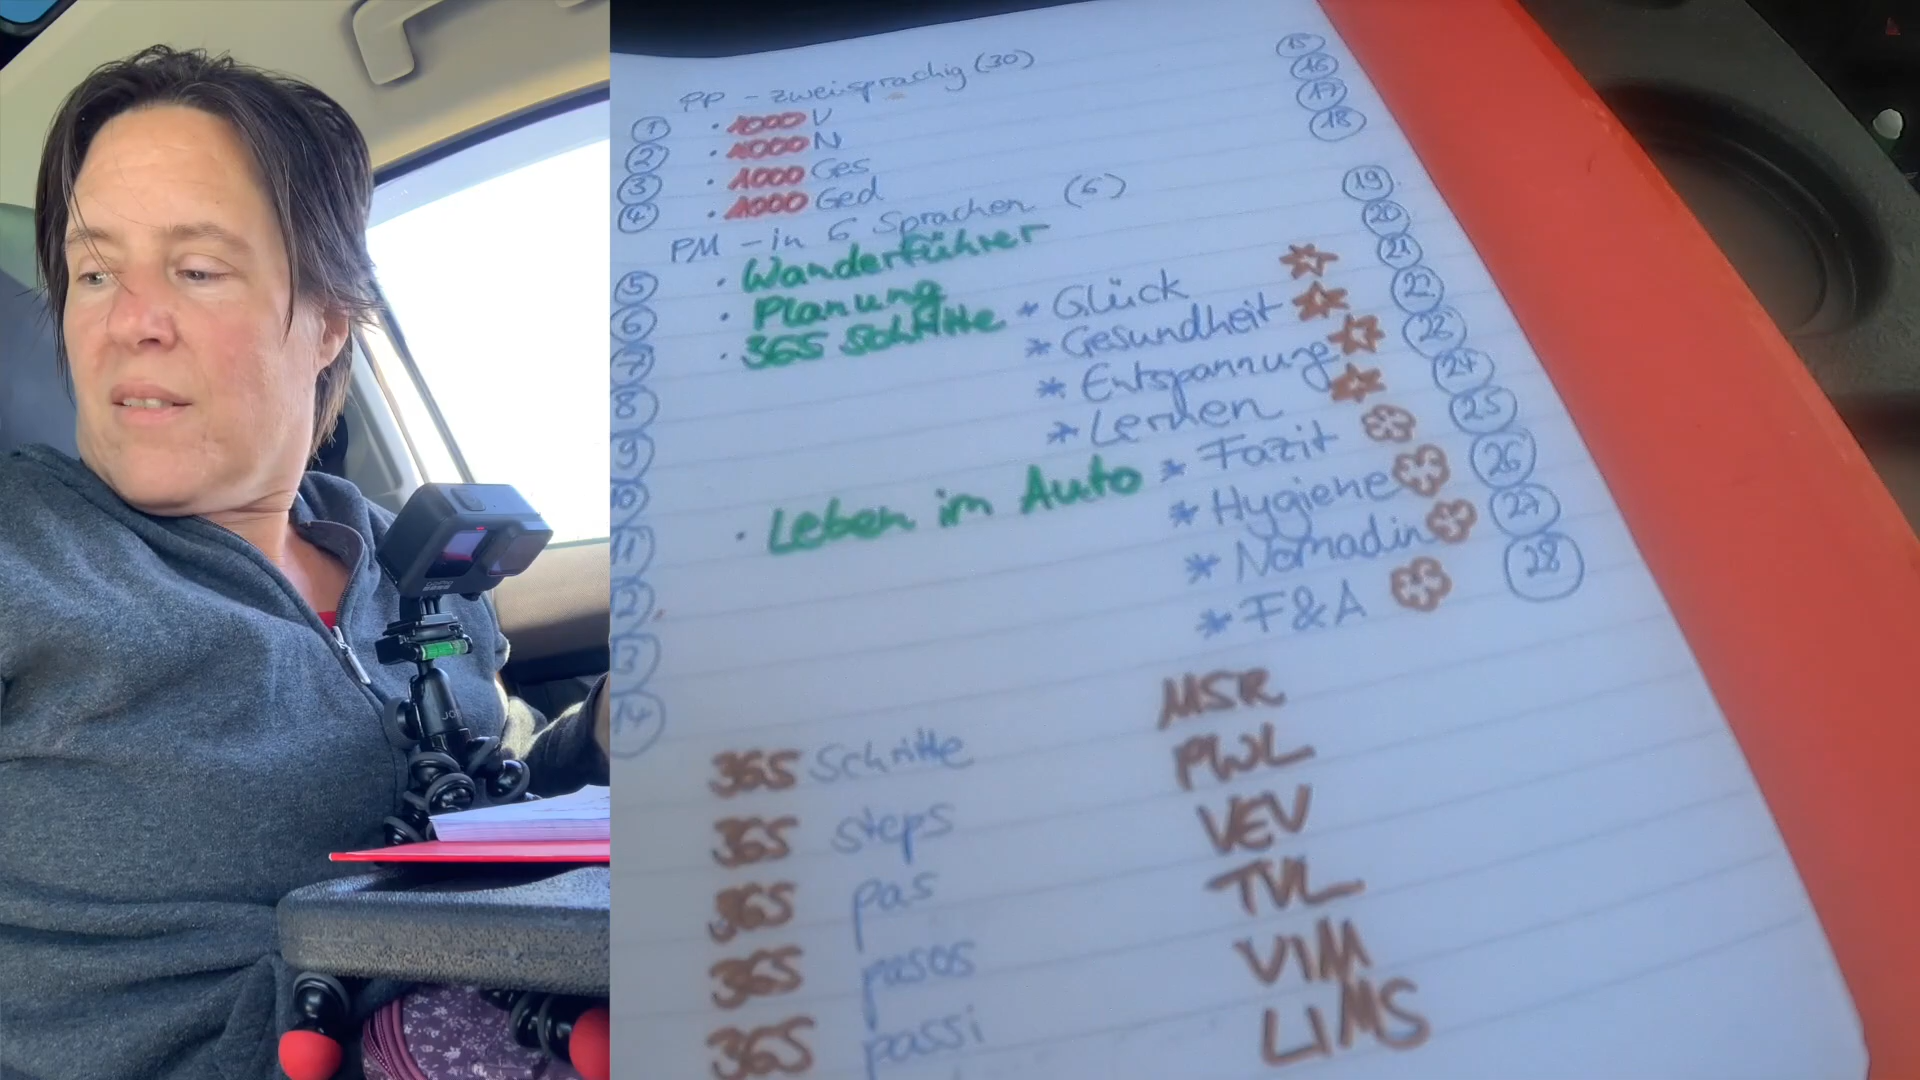 PP - zweisprachig (30)
1 · 1000 V
2 · 1000 N
3 · 1000 Ges
4 · 1000 Ged
PM - in 6 Sprachen (6)
5 · Wanderführer
6 · Planung
7 · 365 Schritte * Glück
8 * Gesundheit
9 * Entspannung
10 * Lernen
11 · Leben im Auto * Fazit
12 * Hygiene
13 * Nomadin
14 * F&A
15
16
17
18
19
20
21
22
23
24
25
26
27
28
365 Schritte MSR
365 steps PWL
365 pas VEV
365 pasos TVL
365 passi VIM
LIMS
GoPro